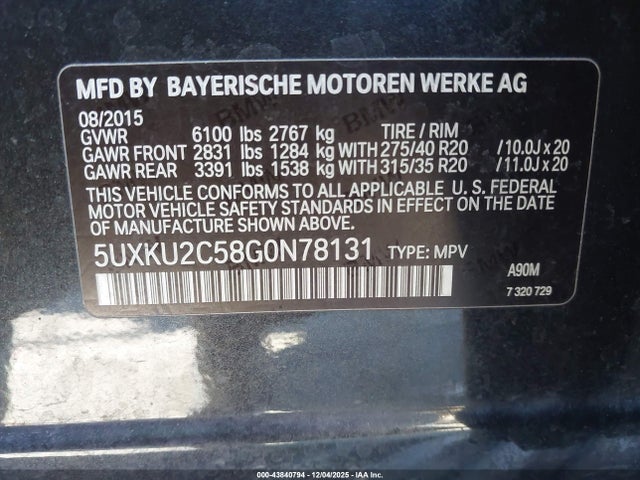 MFD BY BAYERISCHE MOTOREN WERKE AG
08/2015
GVWR 6100 lbs 2767 kg TIRE / RIM
GAWR FRONT 2831 lbs 1284 kg WITH 275/40 R20 / 10.0J x 20
GAWR REAR 3391 lbs 1538 kg WITH 315/35 R20 / 11.0J x 20
THIS VEHICLE CONFORMS TO ALL APPLICABLE U. S. FEDERAL
MOTOR VEHICLE SAFETY STANDARDS IN EFFECT ON THE DATE
OF MANUFACTURE SHOWN ABOVE.
5UXKU2C58G0N78131 TYPE: MPV
A90M
7 320 729
000-43840794 - 12/04/2025 - IAA Inc.